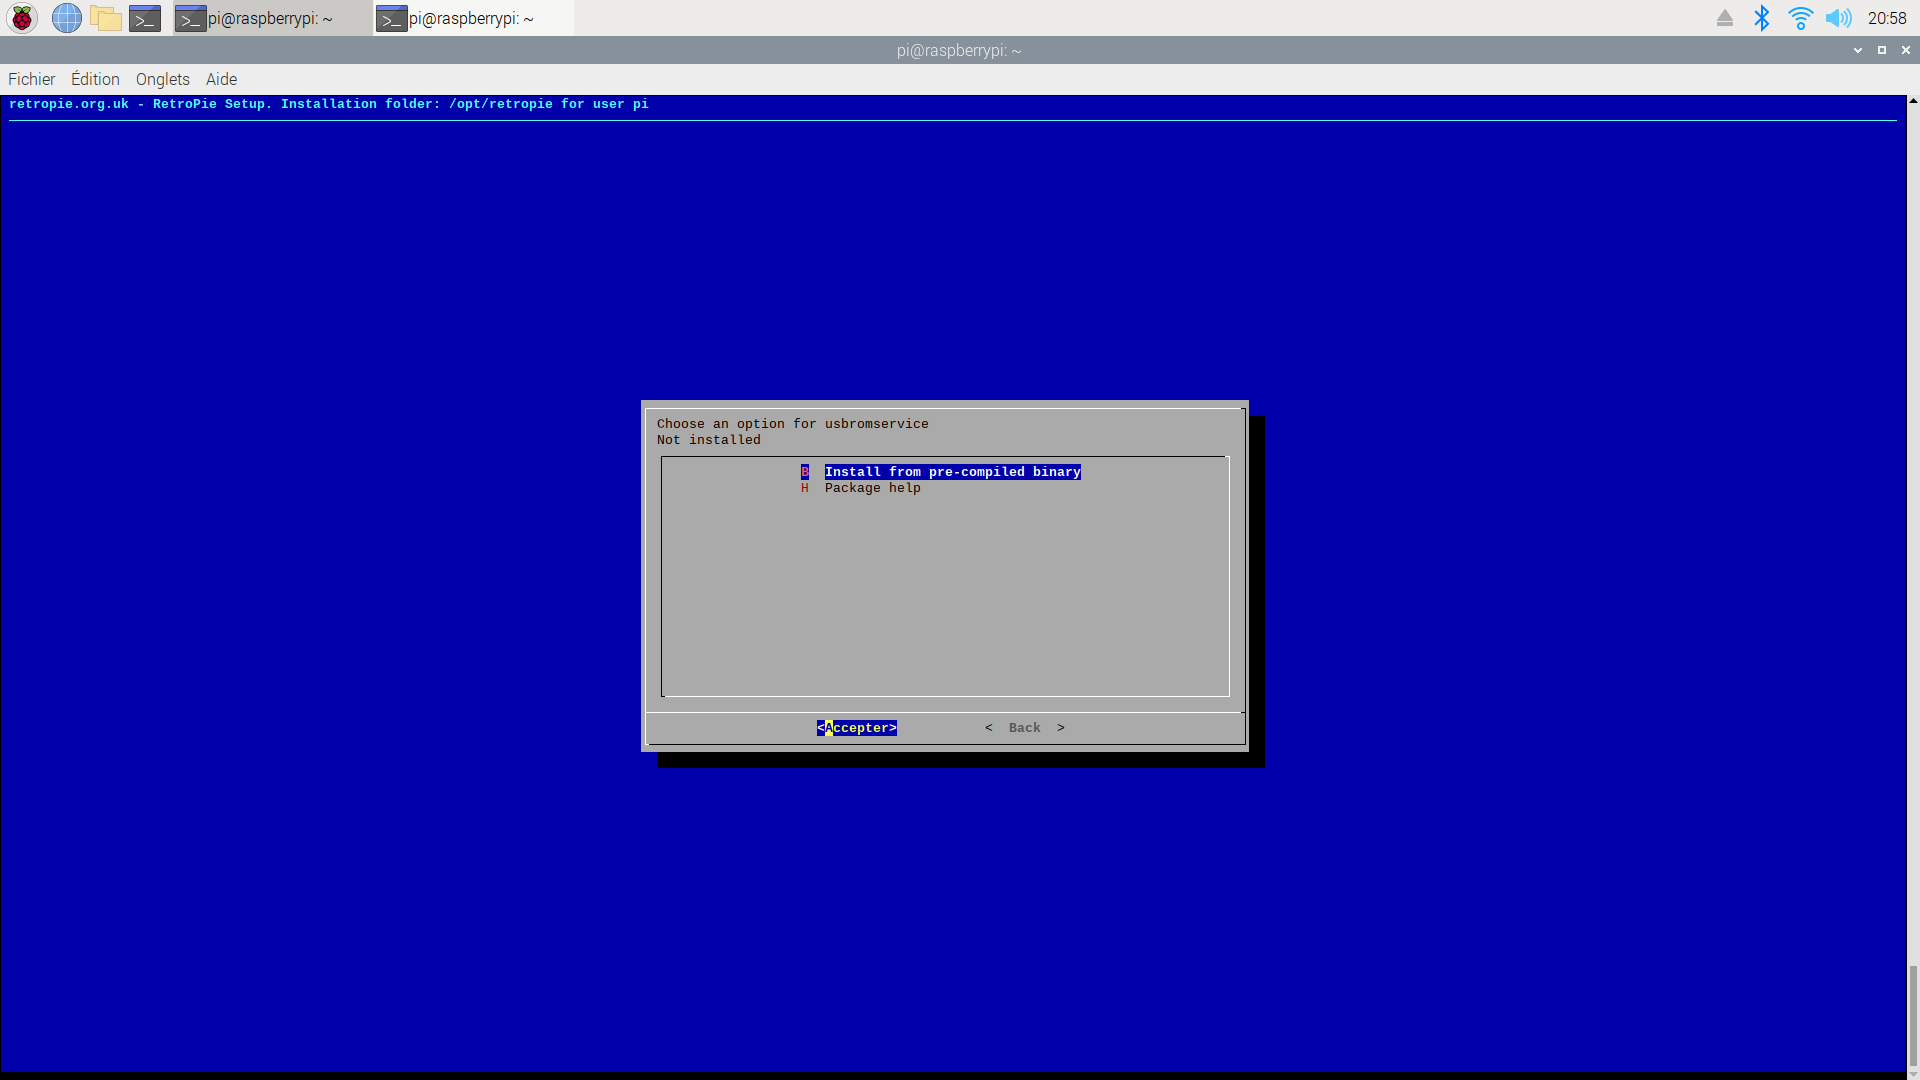 pi@raspberrypi: ~
pi@raspberrypi: ~
20:58
pi@raspberrypi: ~
Fichier Édition Onglets Aide
retropie.org.uk - RetroPie Setup. Installation folder: /opt/retropie for user pi
Choose an option for usbromservice
Not installed
B Install from pre-compiled binary
H Package help
<Accepter> < Back >